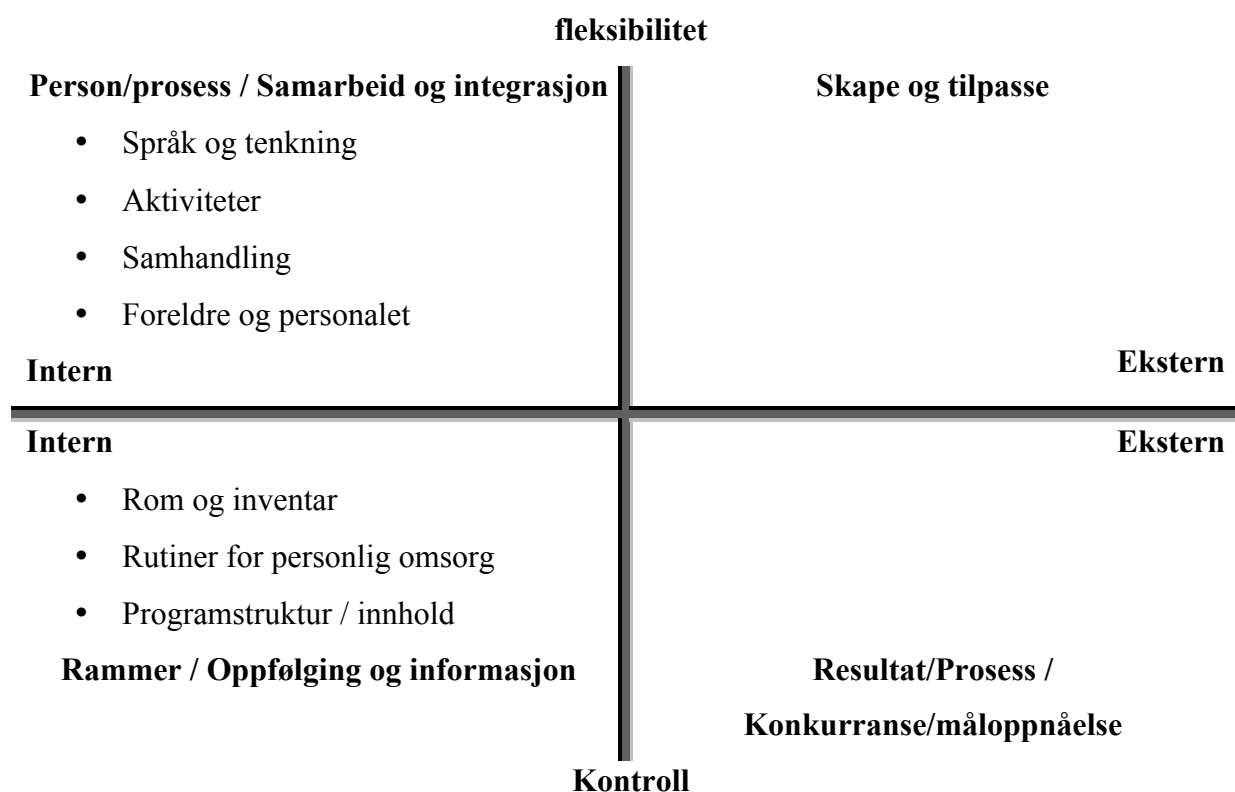 fleksibilitet
Person/prosess / Samarbeid og integrasjon
Skape og tilpasse
• Språk og tenkning
• Aktiviteter
• Samhandling
• Foreldre og personalet
Intern
Ekstern
Intern
Ekstern
• Rom og inventar
• Rutiner for personlig omsorg
• Programstruktur / innhold
Rammer / Oppfølging og informasjon
Resultat/Prosess /
Konkurranse/måloppnåelse
Kontroll